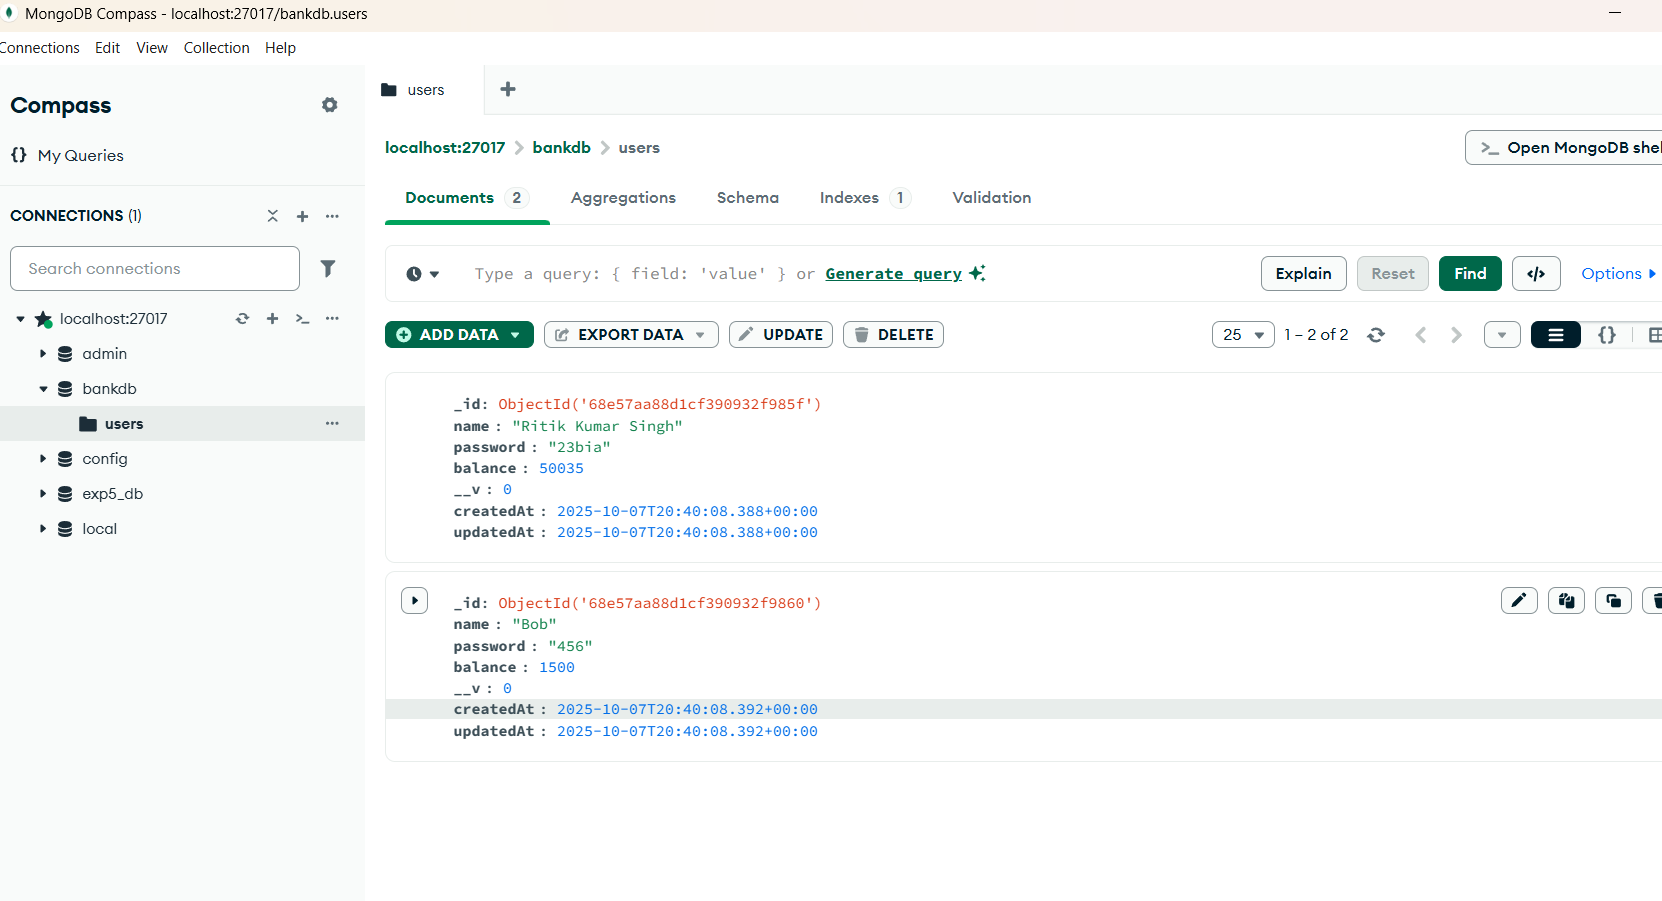 MongoDB Compass - localhost:27017/bankdb.users
Connections Edit View Collection Help
Compass
{} My Queries
CONNECTIONS (1)
Search connections
localhost:27017
admin
bankdb
users
config
exp5_db
local
users
localhost:27017 > bankdb > users
>_ Open MongoDB shel
Documents 2 Aggregations Schema Indexes 1 Validation
Type a query: { field: 'value' } or Generate query
Explain Reset Find </> Options
ADD DATA EXPORT DATA UPDATE DELETE
25 1 – 2 of 2 {}
_id: ObjectId('68e57aa88d1cf390932f985f')
name : "Ritik Kumar Singh"
password : "23bia"
balance : 50035
__v : 0
createdAt : 2025-10-07T20:40:08.388+00:00
updatedAt : 2025-10-07T20:40:08.388+00:00
_id: ObjectId('68e57aa88d1cf390932f9860')
name : "Bob"
password : "456"
balance : 1500
__v : 0
createdAt : 2025-10-07T20:40:08.392+00:00
updatedAt : 2025-10-07T20:40:08.392+00:00